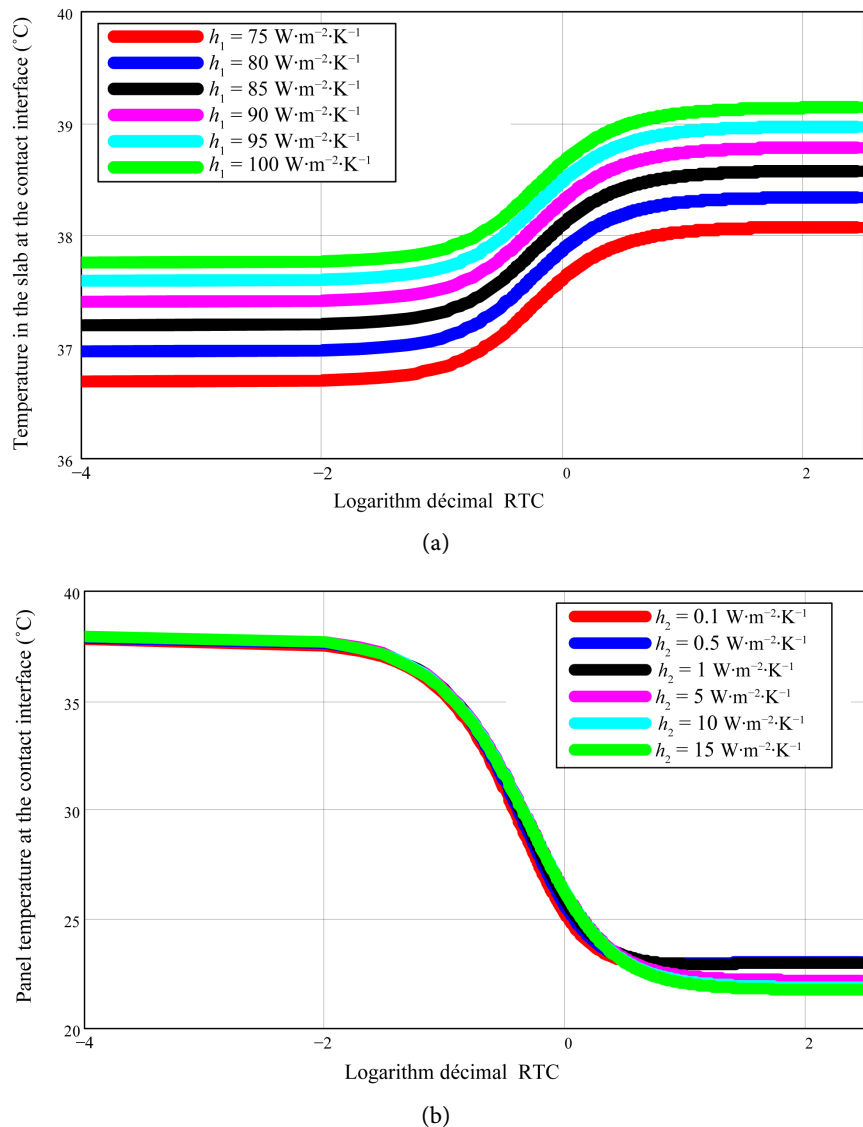 40
h₁ = 75 W·m⁻²·K⁻¹
h₁ = 80 W·m⁻²·K⁻¹
h₁ = 85 W·m⁻²·K⁻¹
h₁ = 90 W·m⁻²·K⁻¹
h₁ = 95 W·m⁻²·K⁻¹
h₁ = 100 W·m⁻²·K⁻¹
Temperature in the slab at the contact interface (˚C)
39
38
37
36
−4
−2
0
2
Logarithm décimal RTC
(a)
40
h₂ = 0.1 W·m⁻²·K⁻¹
h₂ = 0.5 W·m⁻²·K⁻¹
h₂ = 1 W·m⁻²·K⁻¹
h₂ = 5 W·m⁻²·K⁻¹
h₂ = 10 W·m⁻²·K⁻¹
h₂ = 15 W·m⁻²·K⁻¹
Panel temperature at the contact interface (˚C)
35
30
25
20
−4
−2
0
2
Logarithm décimal RTC
(b)